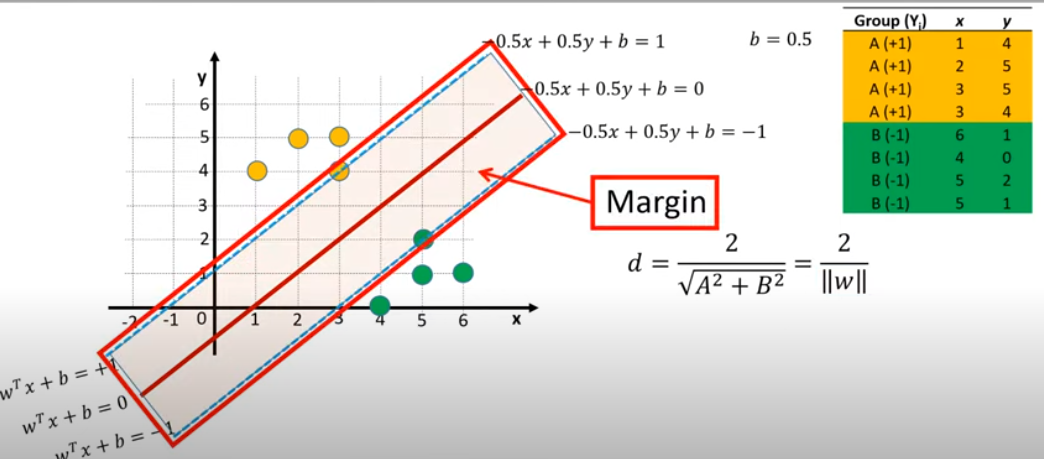 −0.5x + 0.5y + b = 1
b = 0.5
−0.5x + 0.5y + b = 0
−0.5x + 0.5y + b = −1
Group (Yᵢ) x y
A (+1) 1 4
A (+1) 2 5
A (+1) 3 5
A (+1) 3 4
B (-1) 6 1
B (-1) 4 0
B (-1) 5 2
B (-1) 5 1
Margin
d = 2 / √A² + B² = 2 / ||w||
y
6
5
4
3
2
1
-2 -1 0 1 2 3 4 5 6 x
wᵀx + b = +1
wᵀx + b = 0
wᵀx + b = −1